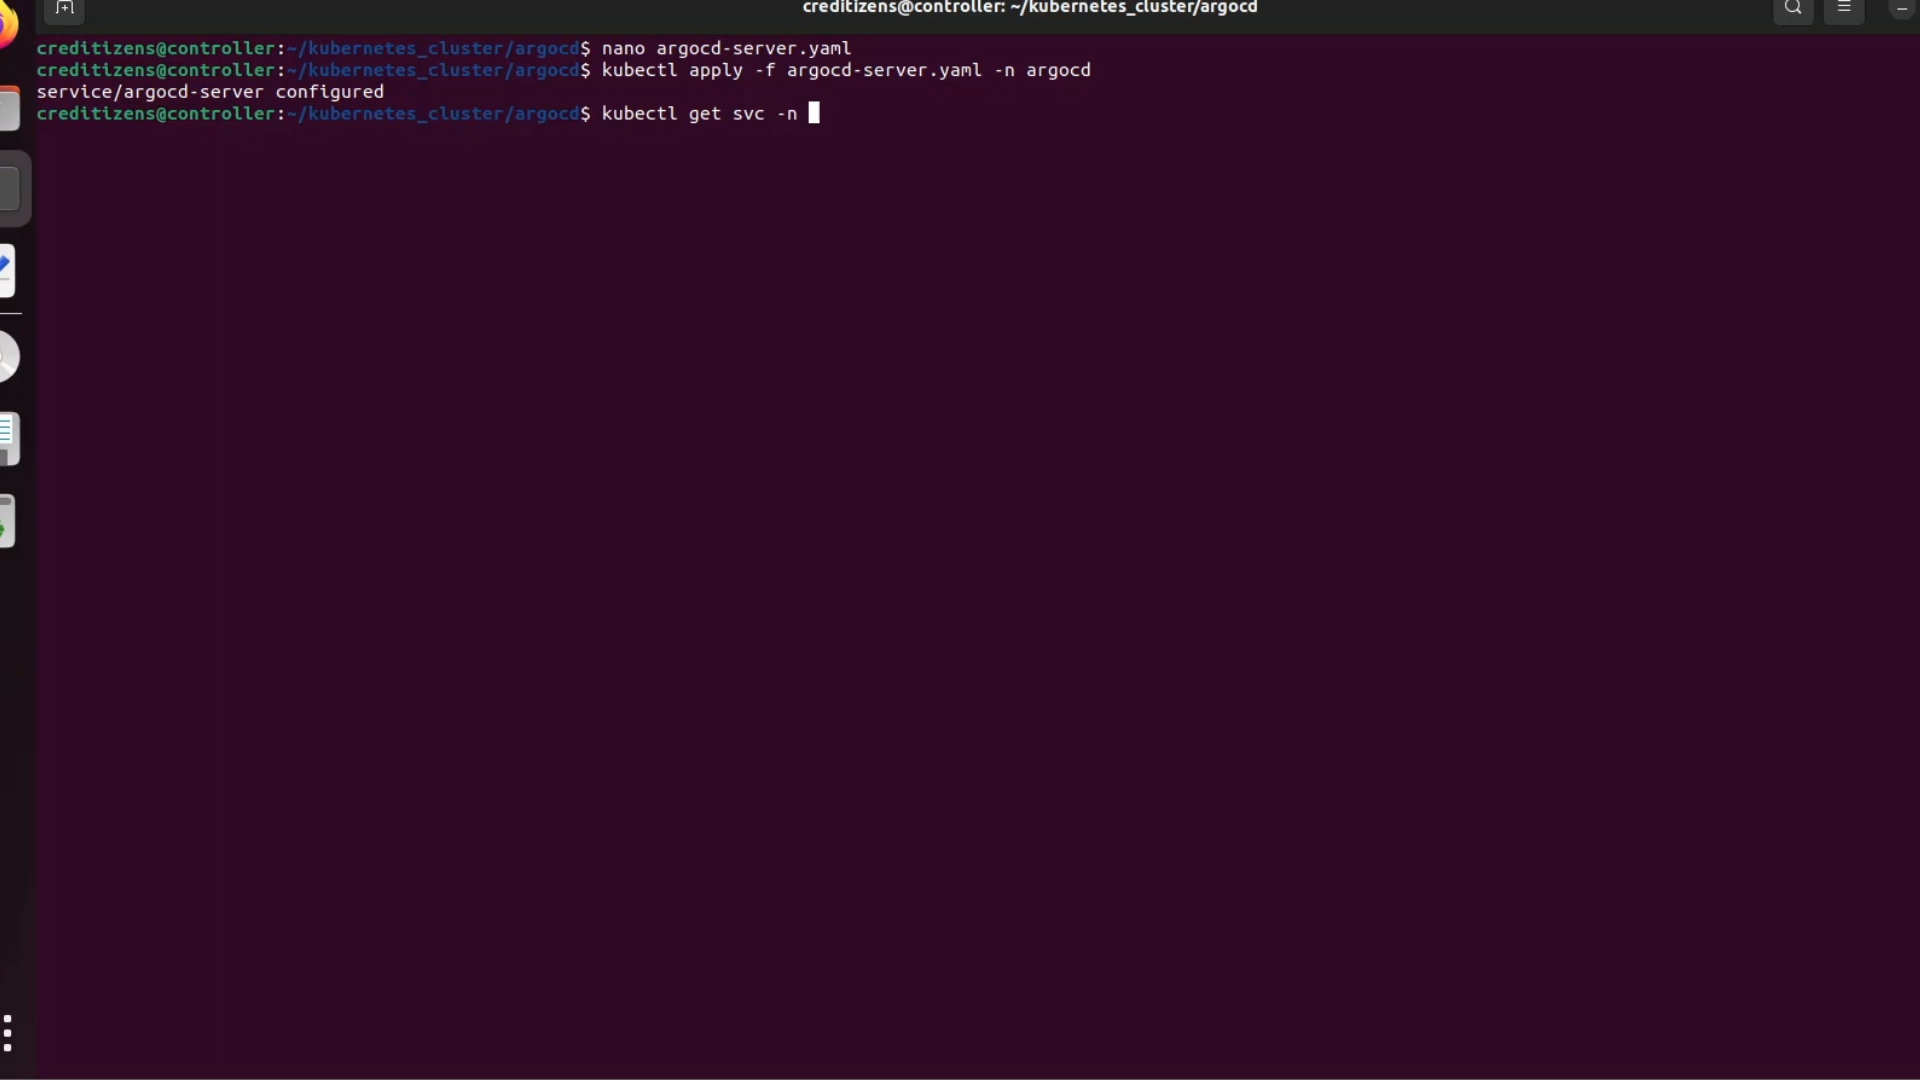 creditizens@controller: ~/kubernetes_cluster/argocd
creditizens@controller:~/kubernetes_cluster/argocd$ nano argocd-server.yaml
creditizens@controller:~/kubernetes_cluster/argocd$ kubectl apply -f argocd-server.yaml -n argocd
service/argocd-server configured
creditizens@controller:~/kubernetes_cluster/argocd$ kubectl get svc -n